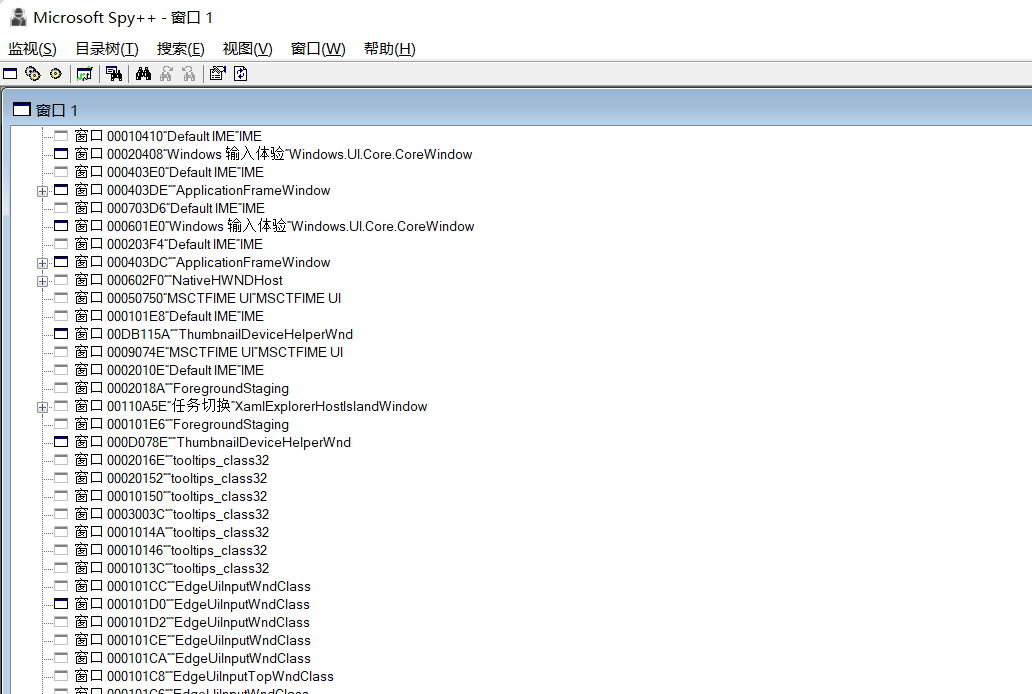 Microsoft Spy++ - 窗口 1
监视(S) 目录树(T) 搜索(E) 视图(V) 窗口(W) 帮助(H)
窗口 1
窗口 00010410"Default IME"IME
窗口 00020408"Windows 输入体验"Windows.UI.Core.CoreWindow
窗口 000403E0"Default IME"IME
窗口 000403DE""ApplicationFrameWindow
窗口 000703D6"Default IME"IME
窗口 000601E0"Windows 输入体验"Windows.UI.Core.CoreWindow
窗口 000203F4"Default IME"IME
窗口 000403DC""ApplicationFrameWindow
窗口 000602F0""NativeHWNDHost
窗口 00050750"MSCTFIME UI"MSCTFIME UI
窗口 000101E8"Default IME"IME
窗口 00DB115A""ThumbnailDeviceHelperWnd
窗口 0009074E"MSCTFIME UI"MSCTFIME UI
窗口 0002010E"Default IME"IME
窗口 0002018A""ForegroundStaging
窗口 00110A5E"任务切换"XamlExplorerHostIslandWindow
窗口 000101E6""ForegroundStaging
窗口 000D078E""ThumbnailDeviceHelperWnd
窗口 0002016E""tooltips_class32
窗口 00020152""tooltips_class32
窗口 00010150""tooltips_class32
窗口 0003003C""tooltips_class32
窗口 0001014A""tooltips_class32
窗口 00010146""tooltips_class32
窗口 0001013C""tooltips_class32
窗口 000101CC""EdgeUiInputWndClass
窗口 000101D0""EdgeUiInputWndClass
窗口 000101D2""EdgeUiInputWndClass
窗口 000101CE""EdgeUiInputWndClass
窗口 000101CA""EdgeUiInputWndClass
窗口 000101C8""EdgeUiInputTopWndClass
窗口 000101C6""EdgeUiInputWndClass